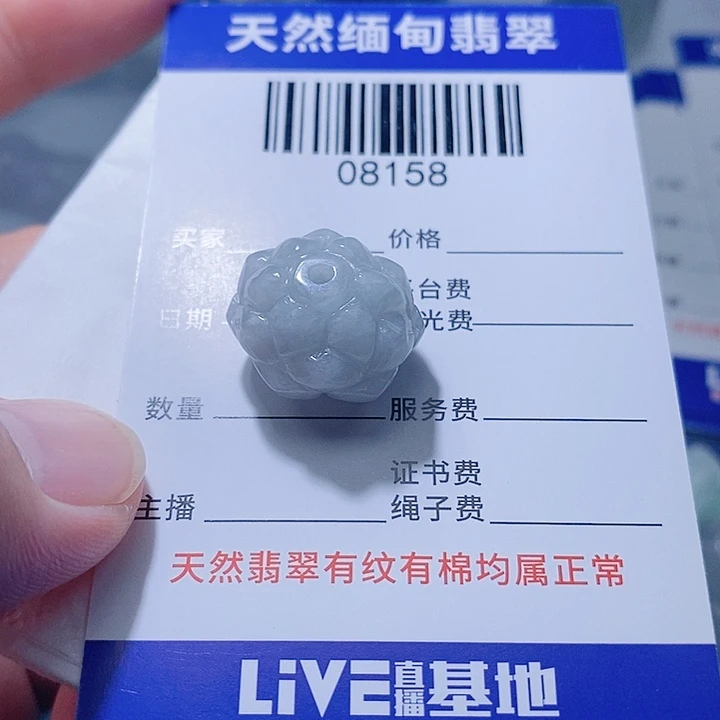 天然缅甸翡翠
08158
买家 价格
台费
日期 光费
数量 服务费
证书费
主播 绳子费
天然翡翠有纹有棉均属正常
LiVE直播基地